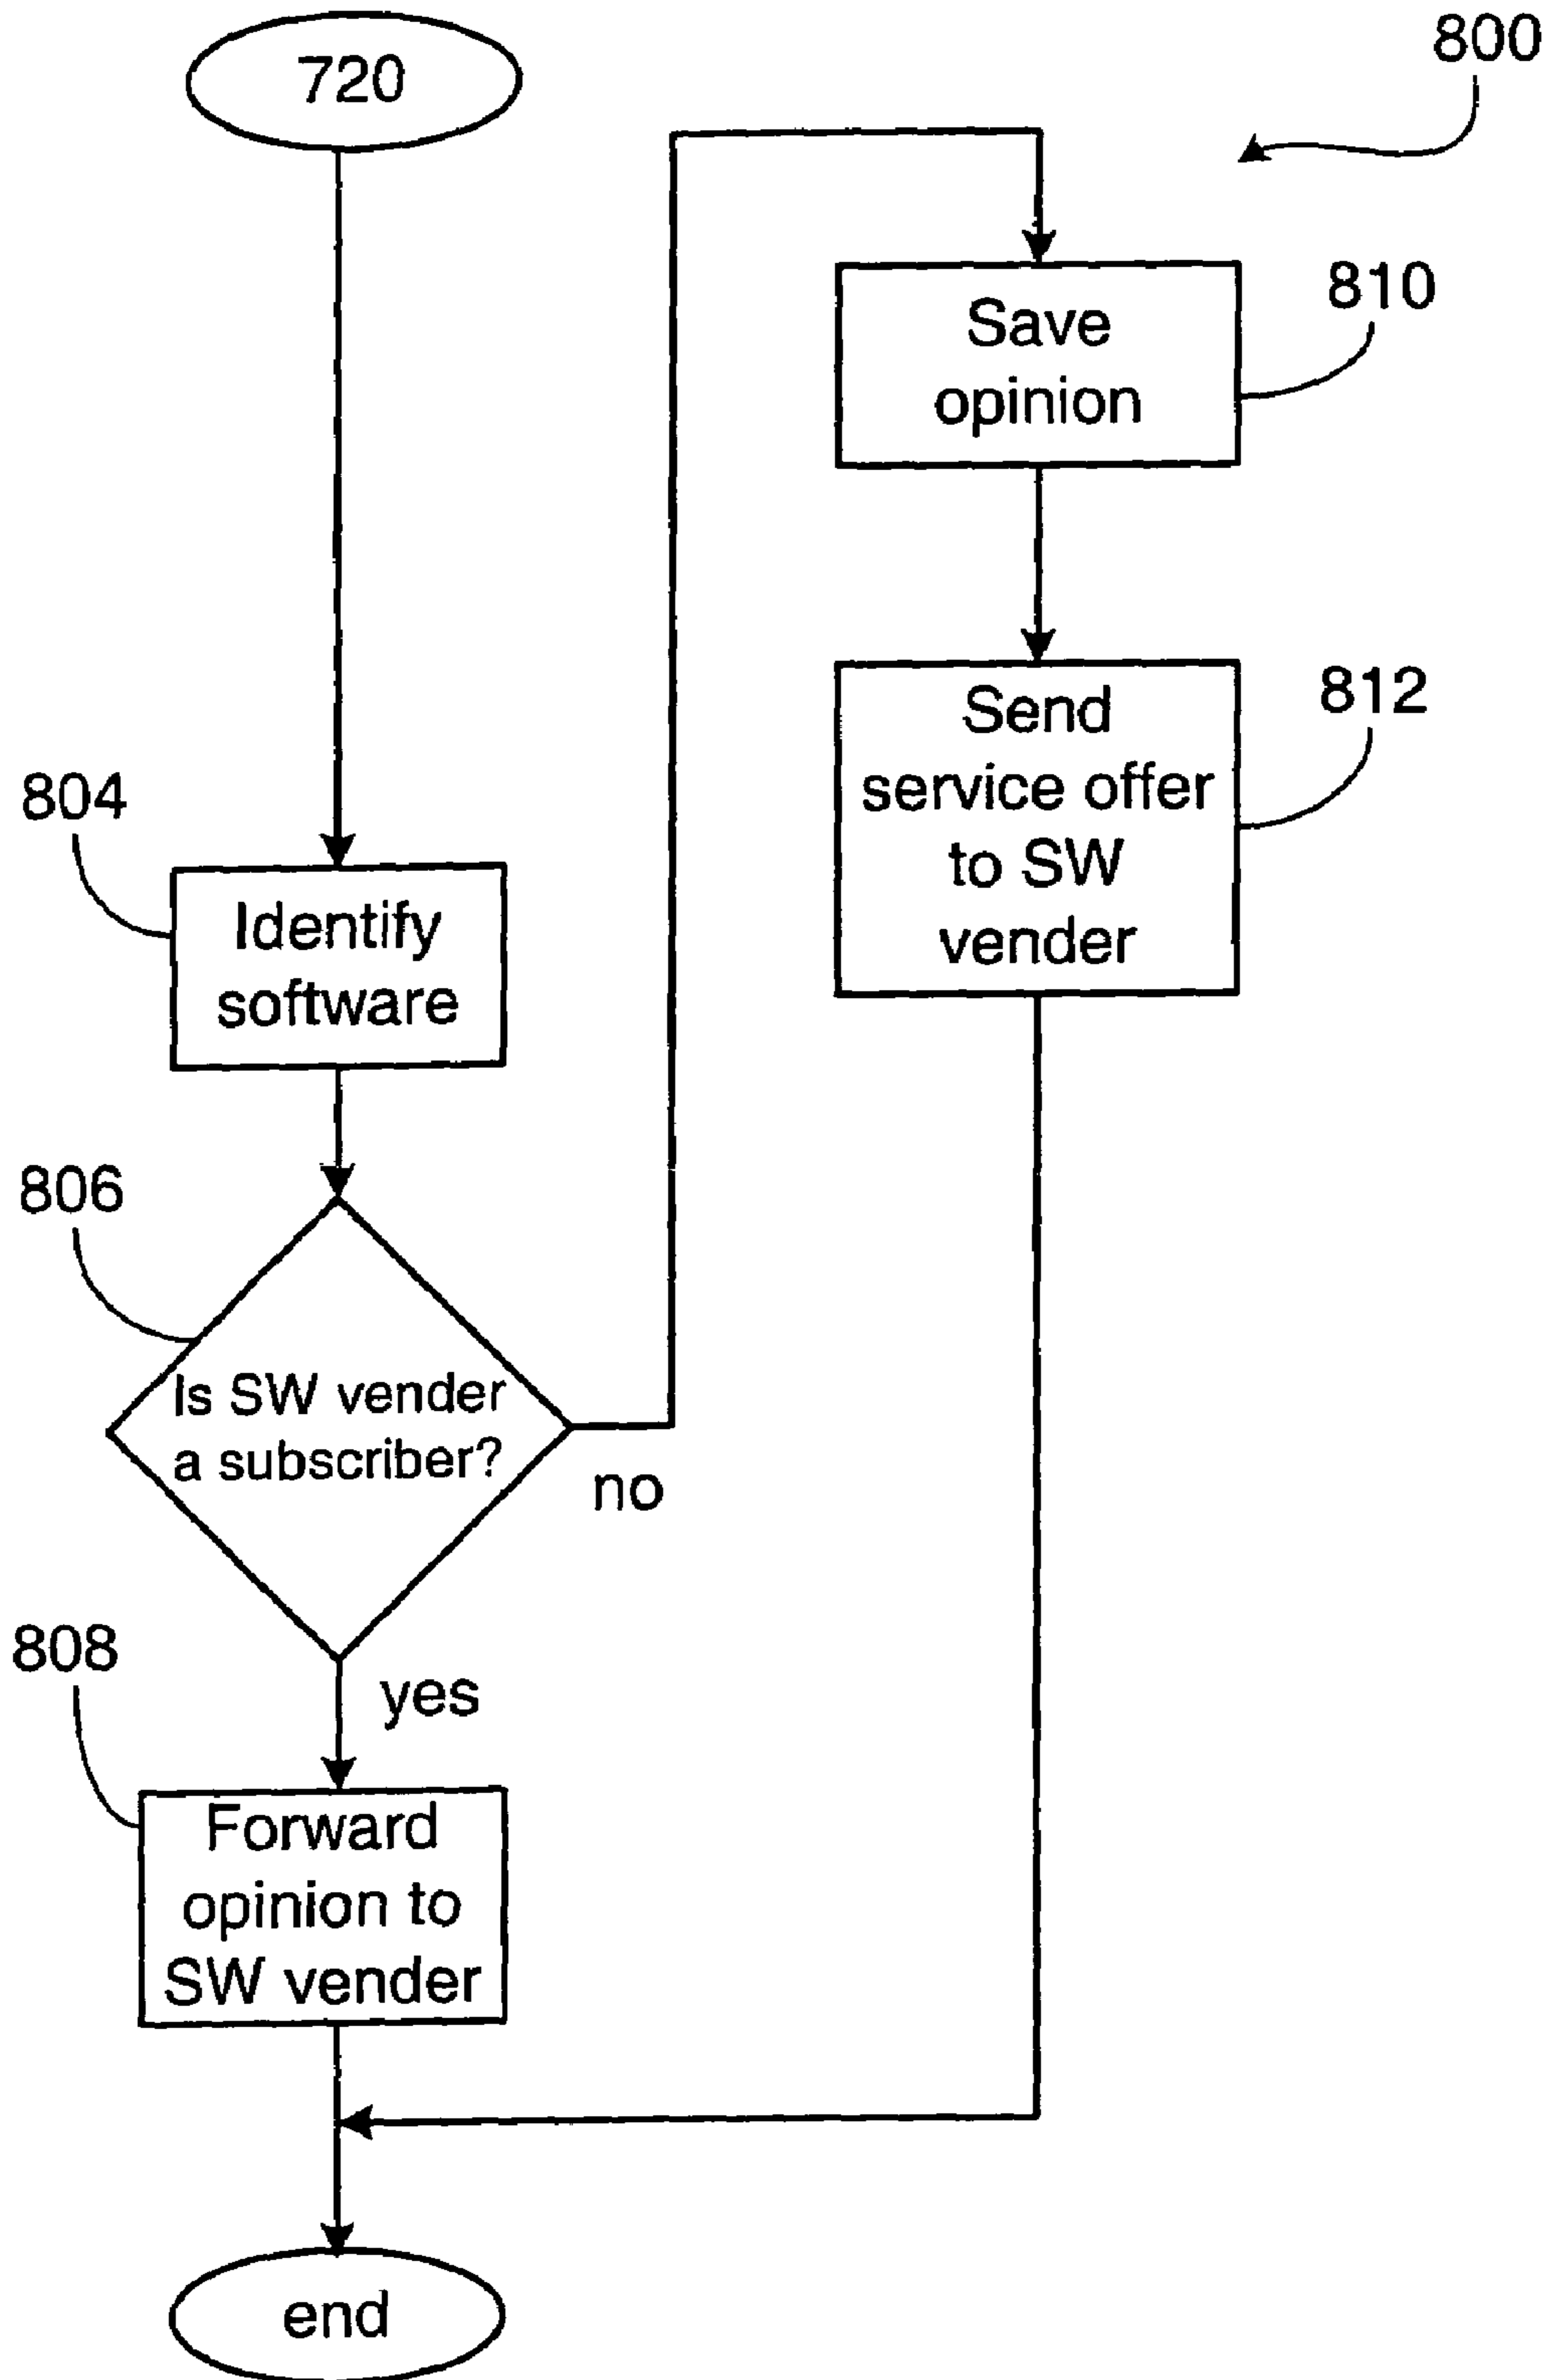 720
800
Save
opinion
810
Send
service offer
to SW
vender
812
804
Identify
software
806
Is SW vender
a subscriber?
no
yes
808
Forward
opinion to
SW vender
end